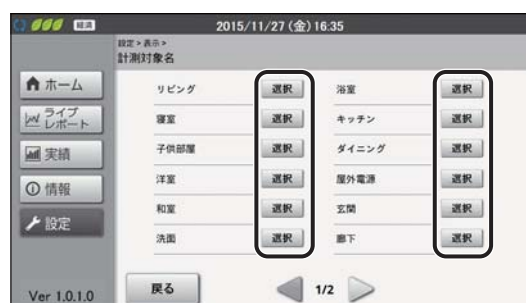 経済 2015/11/27 (金) 16:35
設定 > 表示 >
計測対象名
ホーム
ライブ
レポート
実績
情報
設定
Ver 1.0.1.0
リビング 選択 浴室 選択
寝室 選択 キッチン 選択
子供部屋 選択 ダイニング 選択
洋室 選択 屋外電源 選択
和室 選択 玄関 選択
洗面 選択 廊下 選択
戻る 1/2